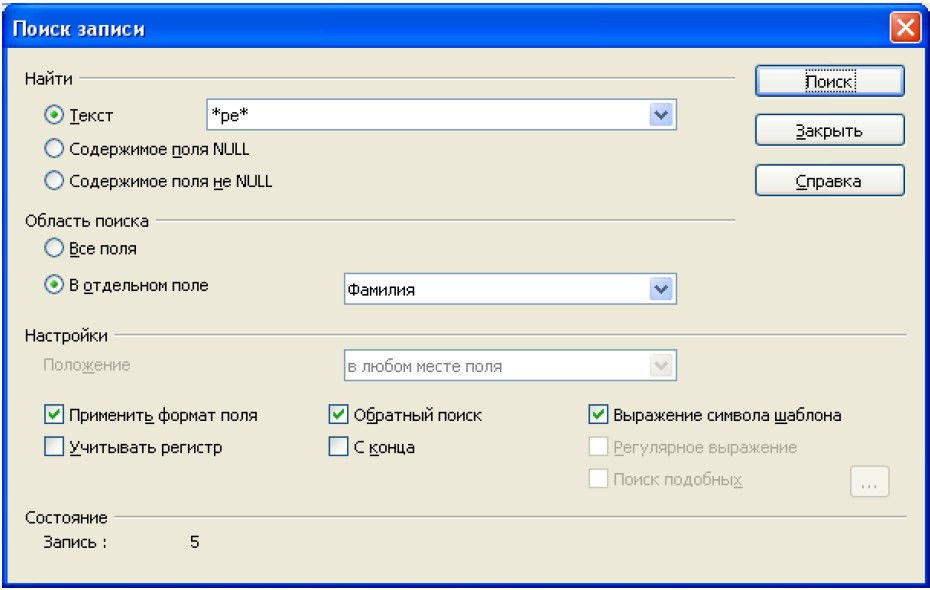 Поиск записи
Найти
Поиск
Текст
*ре*
Закрыть
Содержимое поля NULL
Содержимое поля не NULL
Справка
Область поиска
Все поля
В отдельном поле
Фамилия
Настройки
Положение
в любом месте поля
Применить формат поля
Обратный поиск
Выражение символа шаблона
Учитывать регистр
С конца
Регулярное выражение
Поиск подобных
...
Состояние
Запись : 5